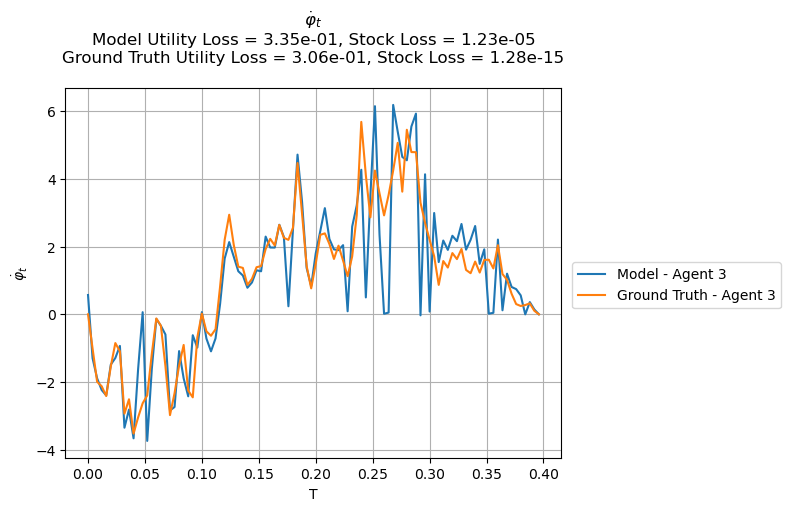 φ̇ₜ
Model Utility Loss = 3.35e-01, Stock Loss = 1.23e-05
Ground Truth Utility Loss = 3.06e-01, Stock Loss = 1.28e-15
6
4
2
0
−2
−4
φ̇ₜ
0.00 0.05 0.10 0.15 0.20 0.25 0.30 0.35 0.40
T
Model - Agent 3
Ground Truth - Agent 3